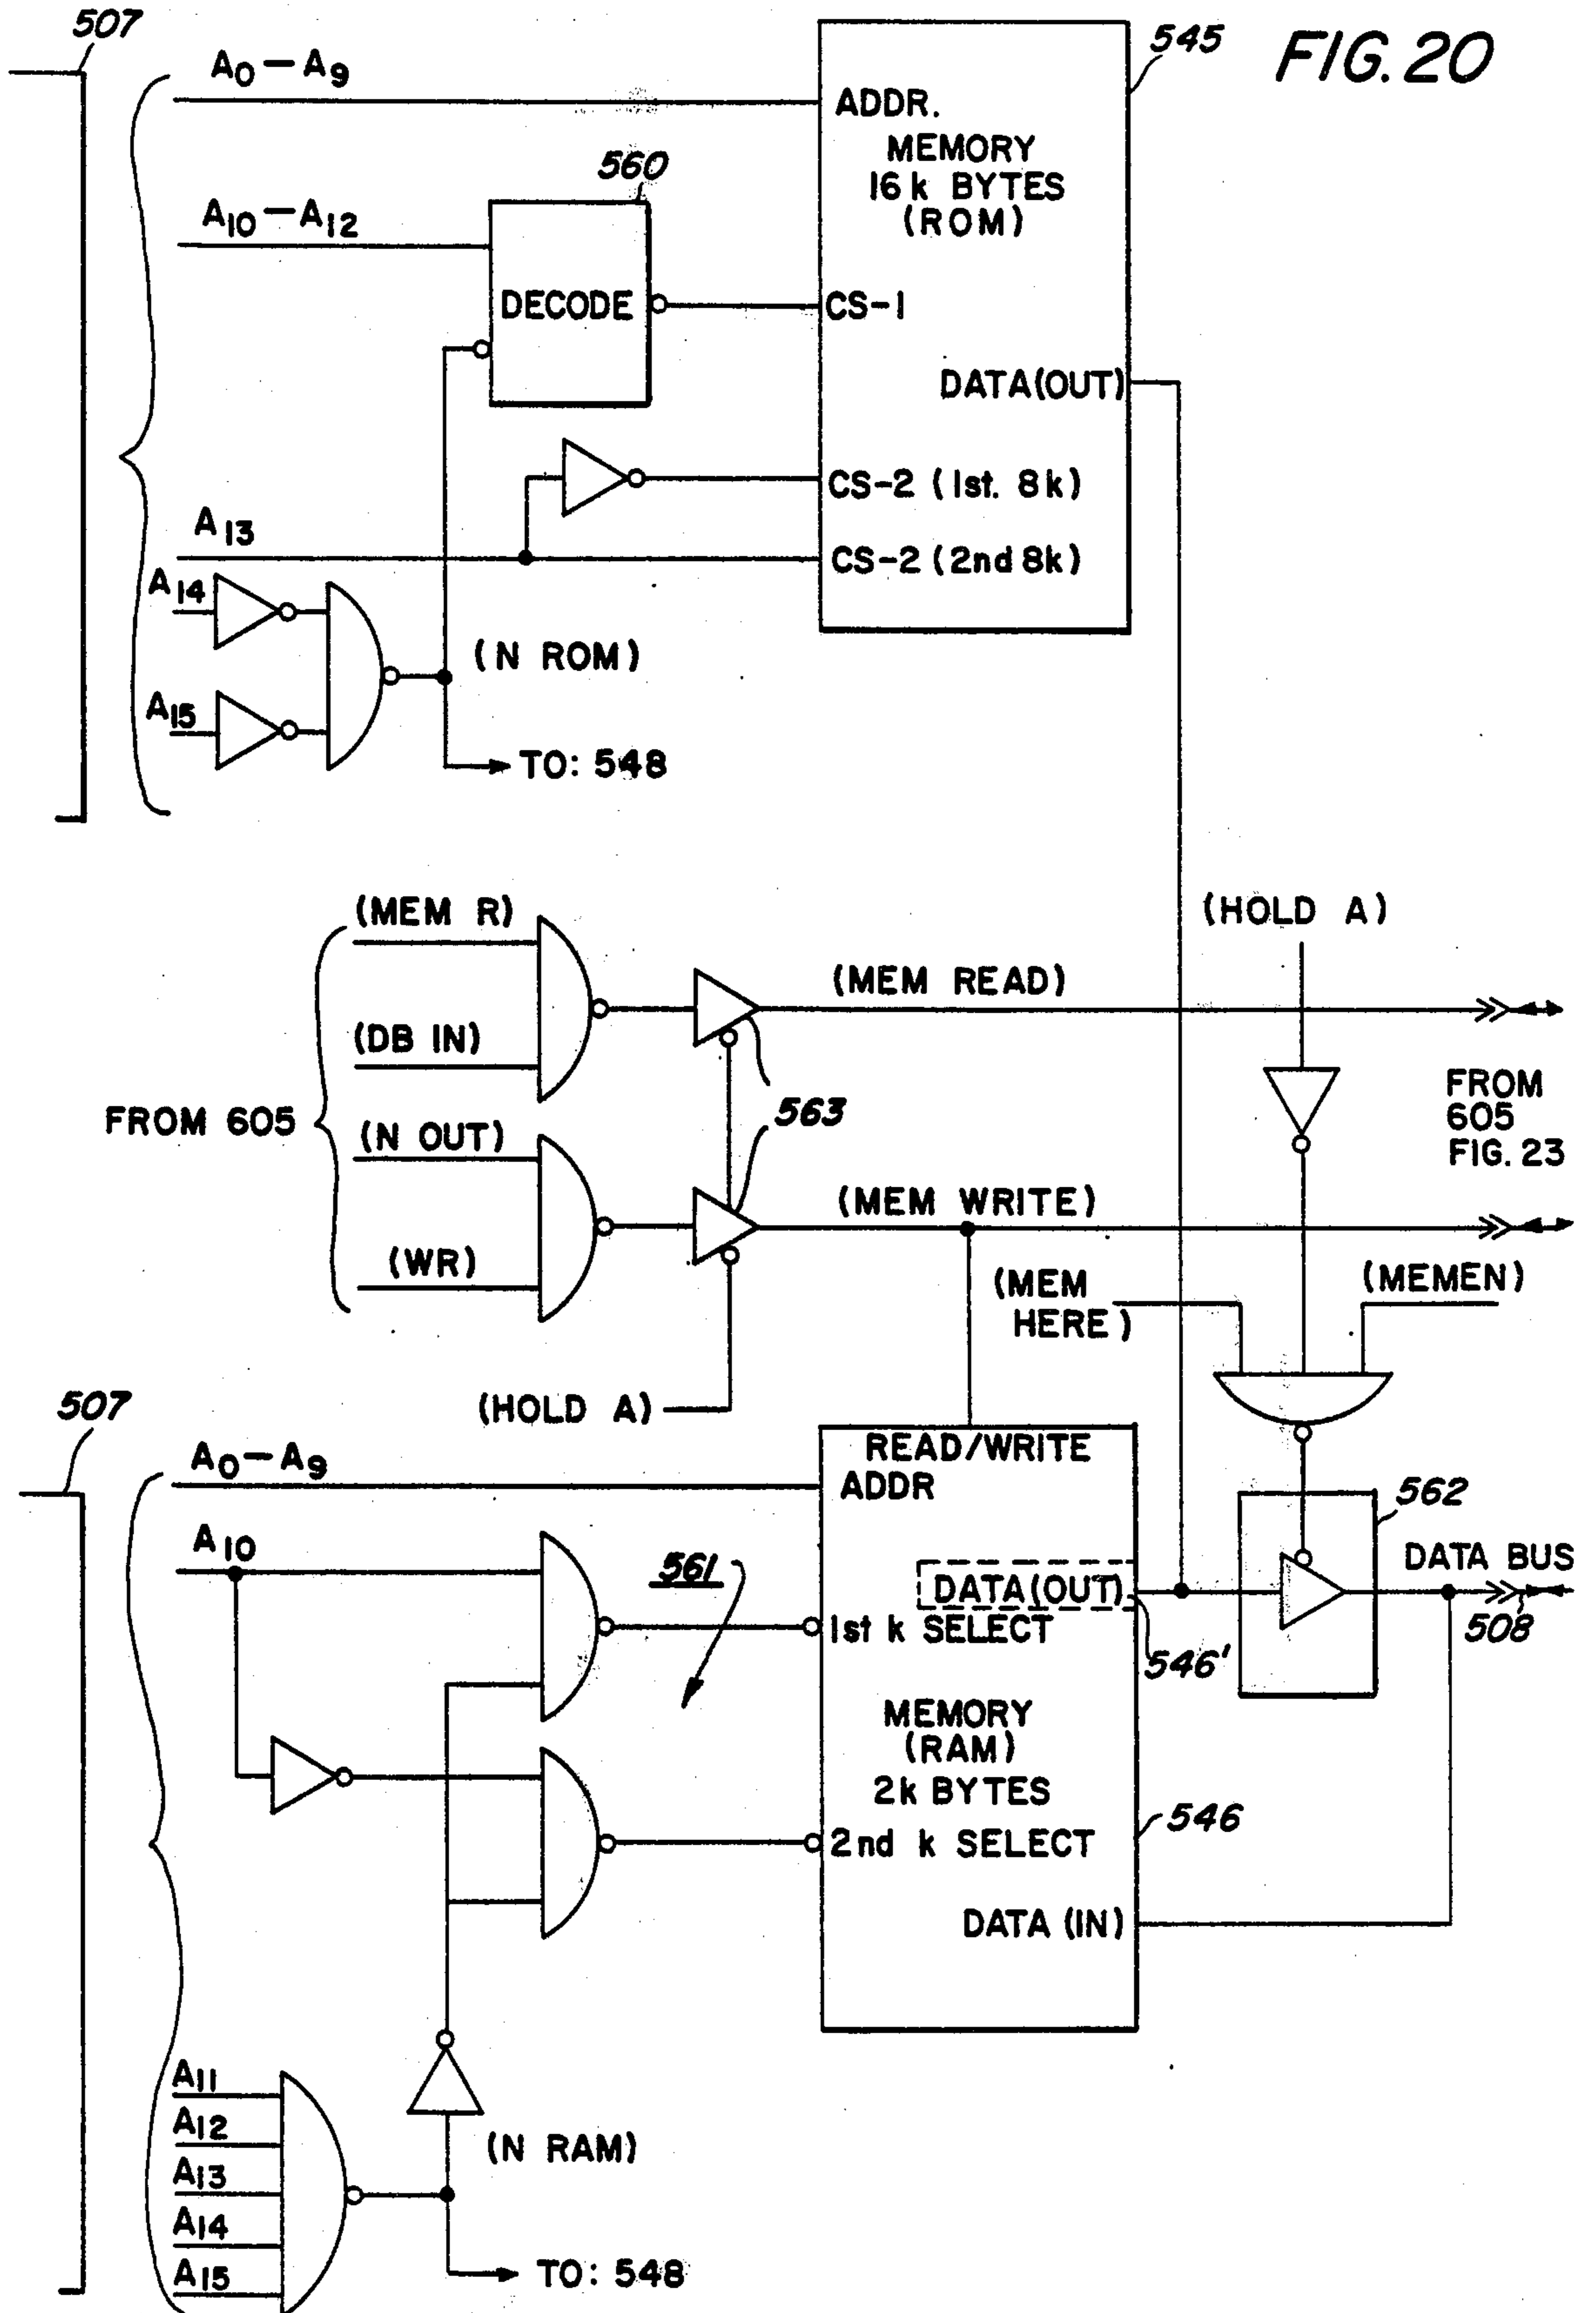 FIG. 20
507
A0–A9
545
ADDR.
MEMORY
16k BYTES
(ROM)
560
A10–A12
DECODE
CS-1
DATA(OUT)
CS-2 (1st. 8k)
A13
CS-2 (2nd 8k)
A14
(N ROM)
A15
TO: 548
(MEM R)
(HOLD A)
(MEM READ)
(DB IN)
563
FROM 605
FROM
605
FIG. 23
(N OUT)
(MEM WRITE)
(WR)
(MEM
HERE)
(MEMEN)
(HOLD A)
507
A0–A9
READ/WRITE
ADDR
562
A10
561
DATA(OUT)
DATA BUS
508
1st k SELECT
546'
MEMORY
(RAM)
2k BYTES
546
2nd k SELECT
DATA (IN)
A11
A12
(N RAM)
A13
A14
A15
TO: 548